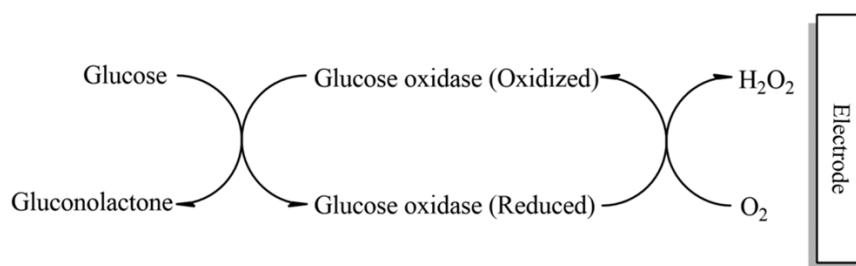 Glucose
Glucose oxidase (Oxidized)
H₂O₂
Electrode
Gluconolactone
Glucose oxidase (Reduced)
O₂